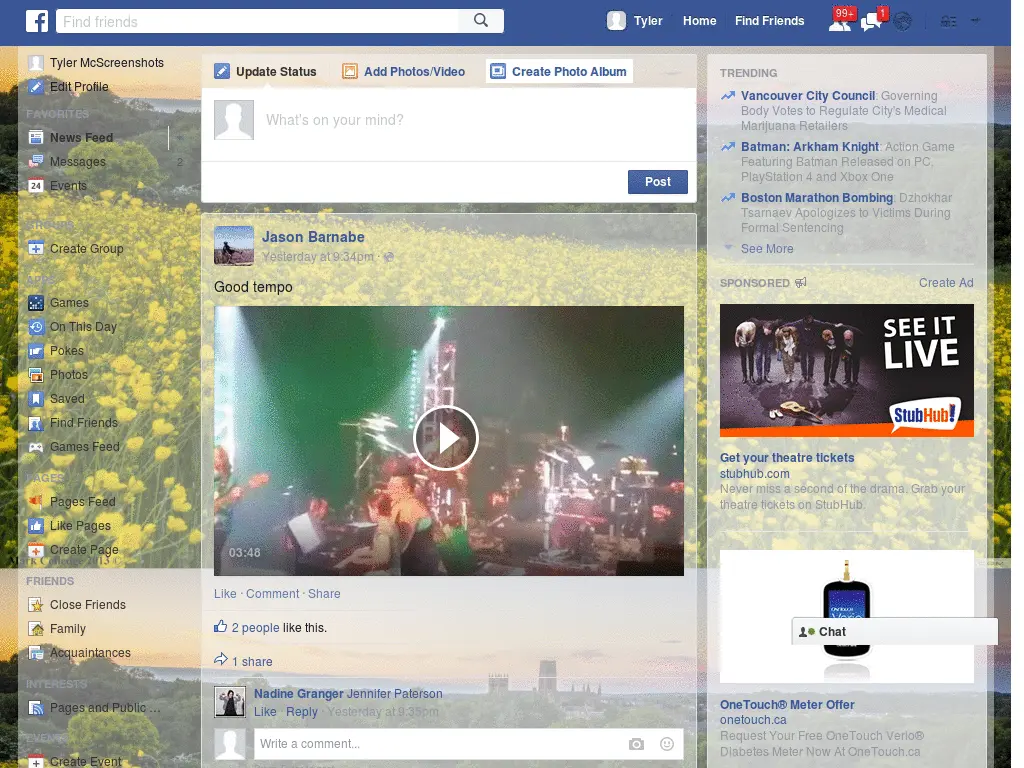 Find friends
Tyler
Home
Find Friends
99+
1
Tyler McScreenshots
Edit Profile
FAVORITES
News Feed
Messages
2
24
Events
Create Group
Games
On This Day
Pokes
Photos
Saved
Find Friends
Games Feed
PAGES
Pages Feed
Like Pages
Create Page
FRIENDS
Close Friends
Family
Acquaintances
INTERESTS
Pages and Public ...
Create Event
Update Status
Add Photos/Video
Create Photo Album
What's on your mind?
Post
Jason Barnabe
Yesterday at 9:34pm ·
Good tempo
03:48
Like · Comment · Share
2 people like this.
1 share
Nadine Granger Jennifer Paterson
Like · Reply · Yesterday at 9:35pm
Write a comment...
TRENDING
Vancouver City Council: Governing
Body Votes to Regulate City's Medical
Marijuana Retailers
Batman: Arkham Knight: Action Game
Featuring Batman Released on PC,
PlayStation 4 and Xbox One
Boston Marathon Bombing: Dzhokhar
Tsarnaev Apologizes to Victims During
Formal Sentencing
See More
SPONSORED
Create Ad
SEE IT
LIVE
StubHub!
Get your theatre tickets
stubhub.com
Never miss a second of the drama. Grab your
theatre tickets on StubHub.
OneTouch
Verio
Chat
OneTouch® Meter Offer
onetouch.ca
Request Your Free OneTouch Verio®
Diabetes Meter Now At OneTouch.ca